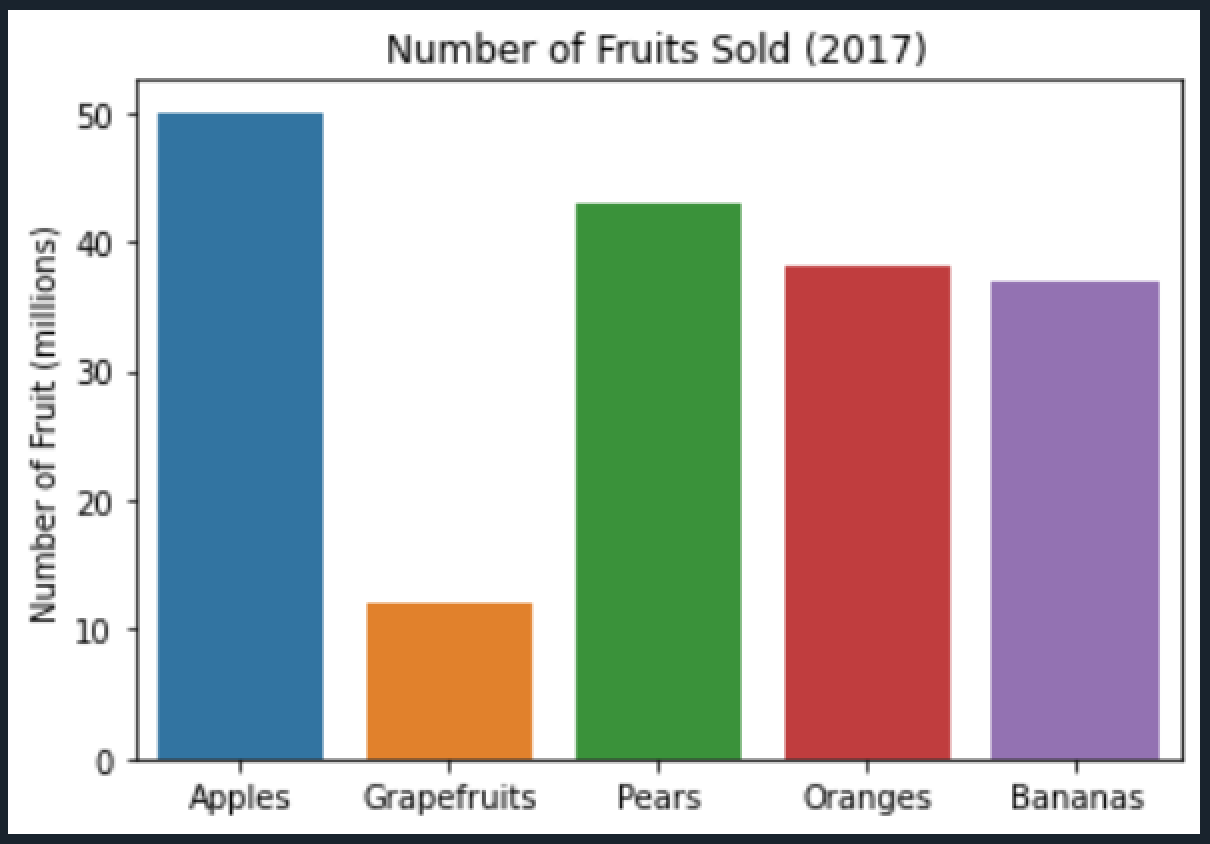 Number of Fruits Sold (2017)
Number of Fruit (millions)
50
40
30
20
10
0
Apples Grapefruits Pears Oranges Bananas